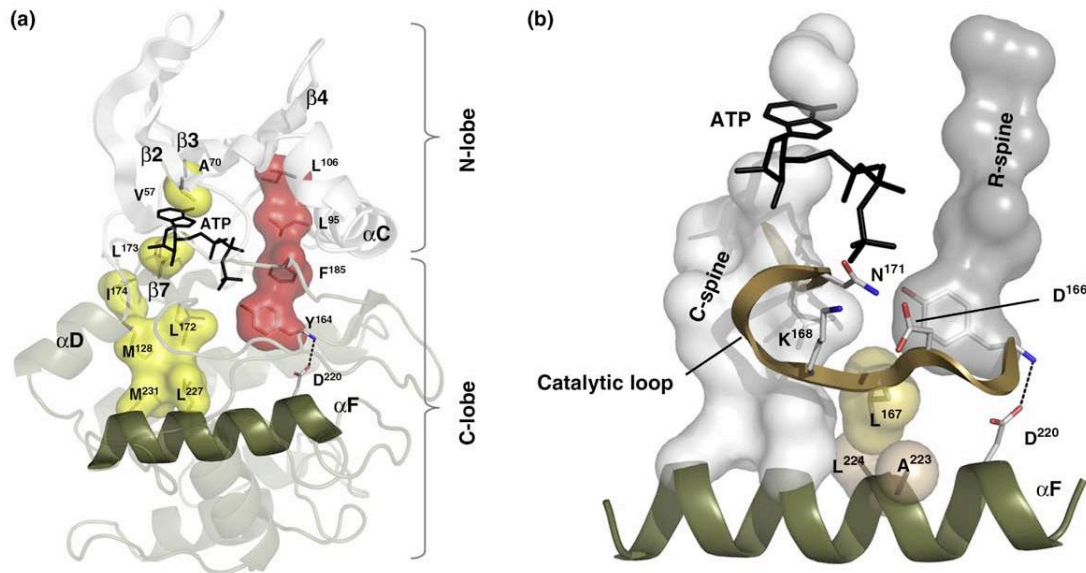 (a)
β4
β3
β2
A⁷⁰
L¹⁰⁶
V⁵⁷
ATP
L⁹⁵
αC
L¹⁷³
F¹⁸⁵
β7
I¹⁷⁴
Y¹⁶⁴
αD
L¹⁷²
M¹²⁸
D²²⁰
M²³¹
L²²⁷
αF
N-lobe
C-lobe
(b)
ATP
R-spine
C-spine
N¹⁷¹
D¹⁶⁶
K¹⁶⁸
Catalytic loop
L¹⁶⁷
D²²⁰
L²²⁴
A²²³
αF